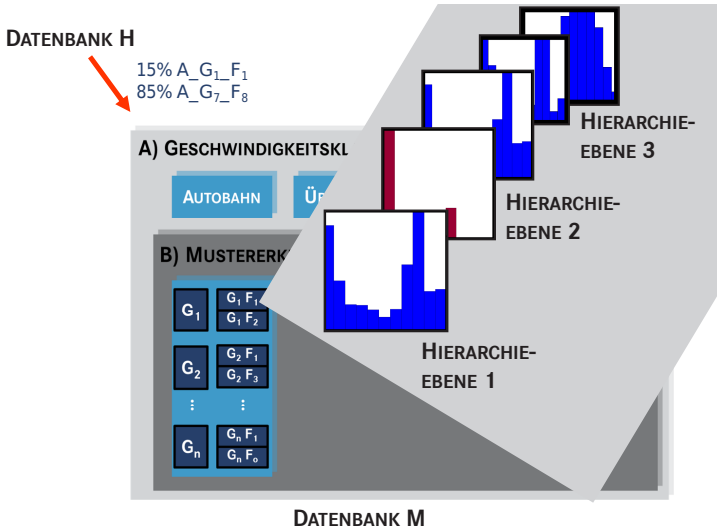 DATENBANK H
15% A_G₁_F₁
85% A_G₇_F₈
A) GESCHWINDIGKEITSKL
AUTOBAHN
B) MUSTERERK
G₁
G₁ F₁
G₁ F₂
G₂
G₂ F₁
G₂ F₃
⋮ ⋮
Gₙ
Gₙ F₁
Gₙ Fₒ
HIERARCHIE-
EBENE 3
HIERARCHIE-
EBENE 2
HIERARCHIE-
EBENE 1
DATENBANK M